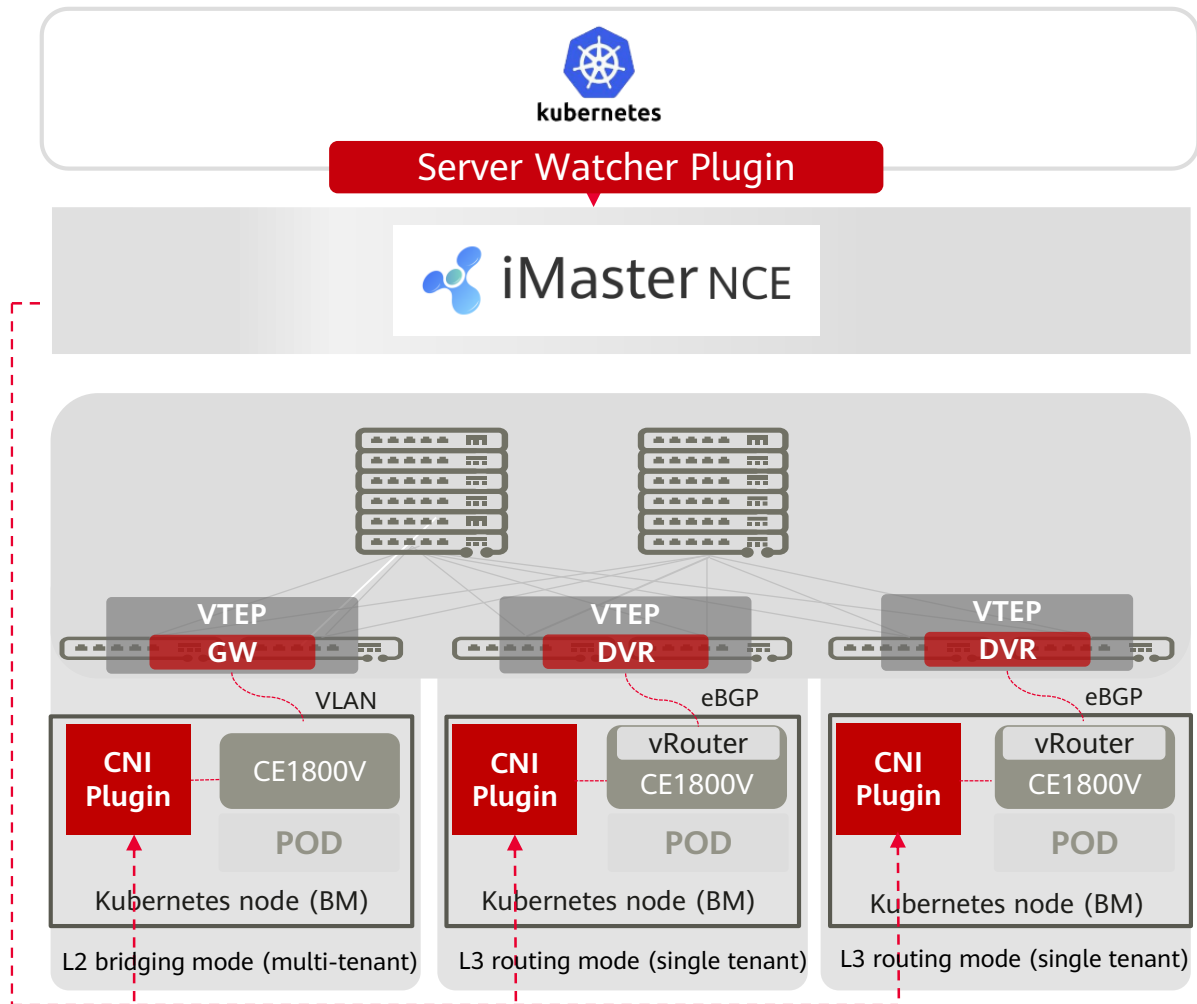 kubernetes
Server Watcher Plugin
iMaster NCE
VTEP
GW
VTEP
DVR
VTEP
DVR
VLAN
eBGP
eBGP
CNI
Plugin
CE1800V
POD
Kubernetes node (BM)
CNI
Plugin
vRouter
CE1800V
POD
Kubernetes node (BM)
CNI
Plugin
vRouter
CE1800V
POD
Kubernetes node (BM)
L2 bridging mode (multi-tenant)
L3 routing mode (single tenant)
L3 routing mode (single tenant)